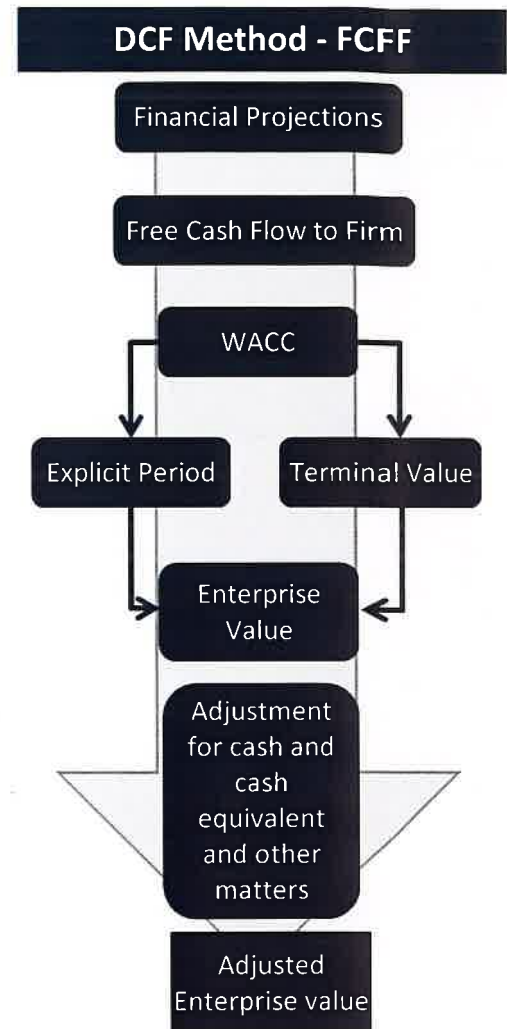 DCF Method - FCFF
Financial Projections
Free Cash Flow to Firm
WACC
Explicit Period
Terminal Value
Enterprise
Value
Adjustment
for cash and
cash
equivalent
and other
matters
Adjusted
Enterprise value